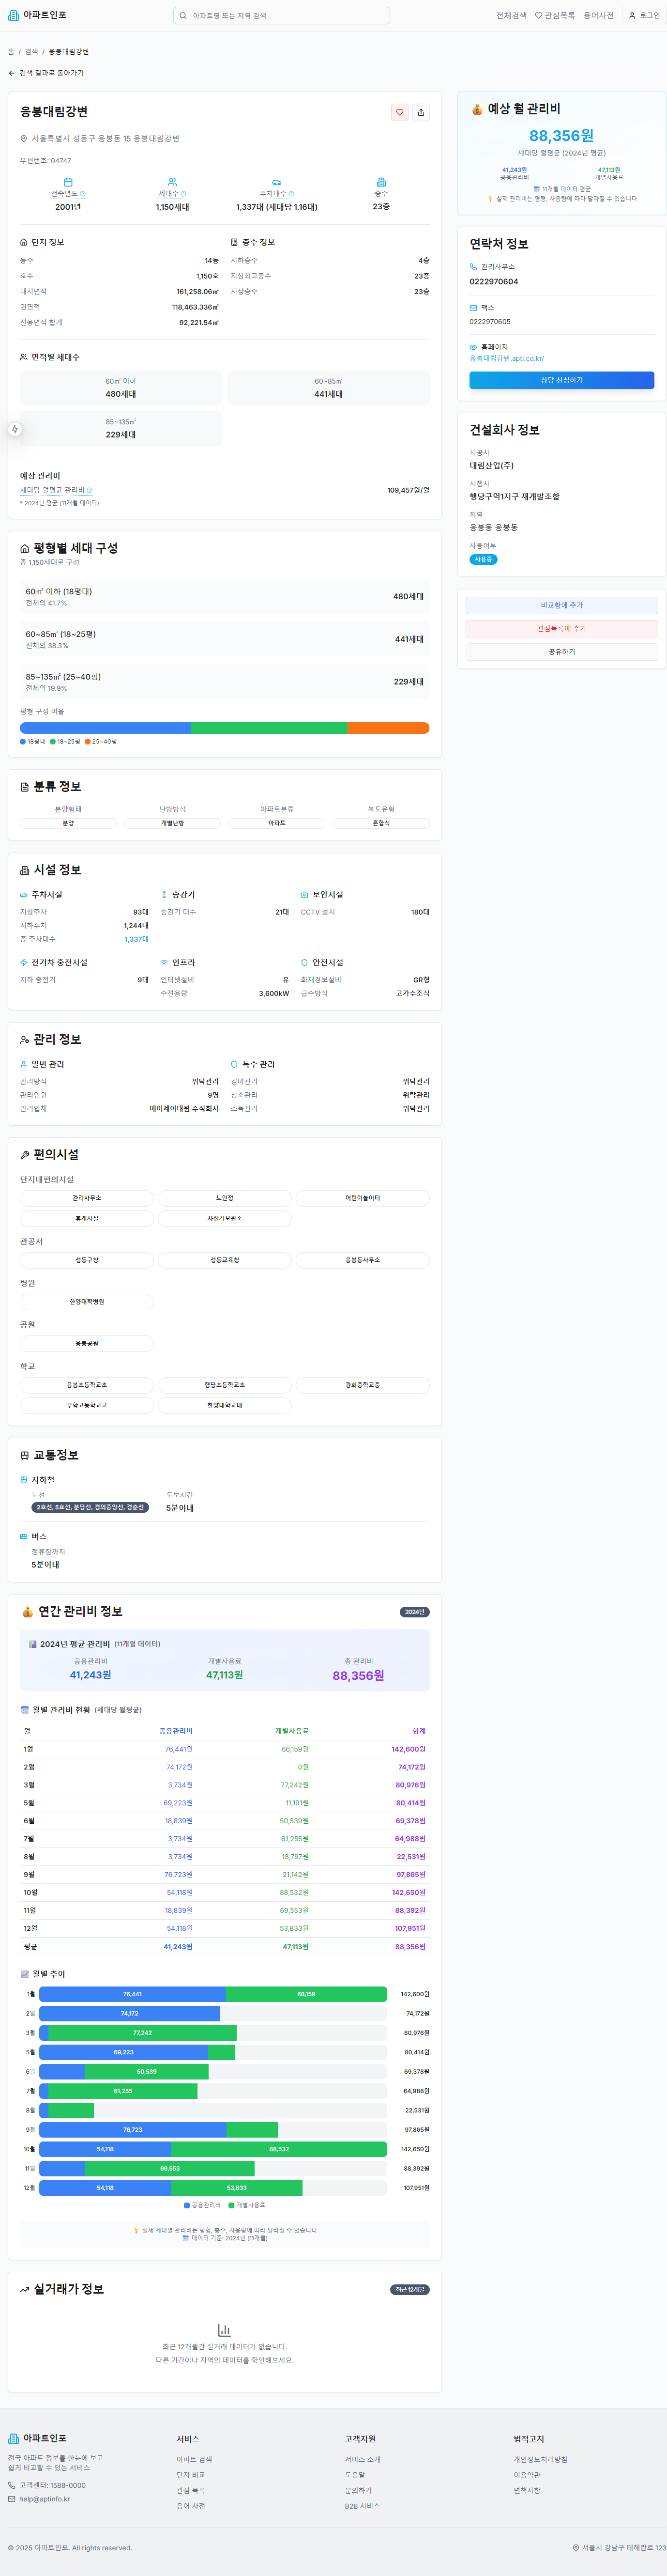 아파트인포
아파트명 또는 지역 검색
전체검색
관심목록
용어사전
로그인
홈 / 검색 / 응봉대림강변
검색 결과로 돌아가기
응봉대림강변
서울특별시 성동구 응봉동 15 응봉대림강변
우편번호: 04747
건축년도 세대수 주차대수 층수
2001년 1,150세대 1,337대 (세대당 1.16대) 23층
단지 정보
동수 14동
호수 1,150호
대지면적 161,258.06㎡
연면적 118,463.336㎡
전용면적 합계 92,221.54㎡
층수 정보
지하층수 4층
지상최고층수 23층
지상층수 23층
면적별 세대수
60㎡ 이하
480세대
60~85㎡
441세대
85~135㎡
229세대
예상 관리비
세대당 월평균 관리비 109,457원/월
* 2024년 평균 (11개월 데이터)
평형별 세대 구성
총 1,150세대로 구성
60㎡ 이하 (18평대)
전체의 41.7%
480세대
60~85㎡ (18~25평)
전체의 38.3%
441세대
85~135㎡ (25~40평)
전체의 19.9%
229세대
평형 구성 비율
18평대 18~25평 25~40평
분류 정보
분양형태 난방방식 아파트분류 복도유형
분양 개별난방 아파트 혼합식
시설 정보
주차시설
지상주차 93대
지하주차 1,244대
총 주차대수 1,337대
승강기
승강기 대수 21대
보안시설
CCTV 설치 180대
전기차 충전시설
지하 충전기 9대
인프라
인터넷설비 유
수전용량 3,600kW
안전시설
화재경보설비 GR형
급수방식 고가수조식
관리 정보
일반 관리
관리방식 위탁관리
관리인원 9명
관리업체 에이제이대원 주식회사
특수 관리
경비관리 위탁관리
청소관리 위탁관리
소독관리 위탁관리
편의시설
단지내편의시설
관리사무소 노인정 어린이놀이터
휴게시설 자전거보관소
관공서
성동구청 성동교육청 응봉동사무소
병원
한양대학병원
공원
응봉공원
학교
응봉초등학교초 행당초등학교초 광희중학교중
무학고등학교고 한양대학교대
교통정보
지하철
노선 도보시간
2호선, 5호선, 분당선, 경의중앙선, 경춘선 5분이내
버스
정류장까지
5분이내
연간 관리비 정보 2024년
2024년 평균 관리비 (11개월 데이터)
공용관리비 개별사용료 총 관리비
41,243원 47,113원 88,356원
월별 관리비 현황 (세대당 월평균)
월 공용관리비 개별사용료 합계
1월 76,441원 66,159원 142,600원
2월 74,172원 0원 74,172원
3월 3,734원 77,242원 80,976원
5월 69,223원 11,191원 80,414원
6월 18,839원 50,539원 69,378원
7월 3,734원 61,255원 64,988원
8월 3,734원 18,797원 22,531원
9월 76,723원 21,142원 97,865원
10월 54,118원 88,532원 142,650원
11월 18,839원 69,553원 88,392원
12월 54,118원 53,833원 107,951원
평균 41,243원 47,113원 88,356원
월별 추이
1월 76,441 66,159 142,600원
2월 74,172 74,172원
3월 77,242 80,976원
5월 69,223 80,414원
6월 50,539 69,378원
7월 61,255 64,988원
8월 22,531원
9월 76,723 97,865원
10월 54,118 88,532 142,650원
11월 69,553 88,392원
12월 54,118 53,833 107,951원
공용관리비 개별사용료
실제 세대별 관리비는 평형, 층수, 사용량에 따라 달라질 수 있습니다
데이터 기준: 2024년 (11개월)
실거래가 정보 최근 12개월
최근 12개월간 실거래 데이터가 없습니다.
다른 기간이나 지역의 데이터를 확인해보세요.
예상 월 관리비
88,356원
세대당 월평균 (2024년 평균)
41,243원 47,113원
공용관리비 개별사용료
11개월 데이터 평균
실제 관리비는 평형, 사용량에 따라 달라질 수 있습니다
연락처 정보
관리사무소
0222970604
팩스
0222970605
홈페이지
응봉대림강변.apti.co.kr/
상담 신청하기
건설회사 정보
시공사
대림산업(주)
시행사
행당구역1지구 재개발조합
지역
응봉동 응봉동
사용여부
사용중
비교함에 추가
관심목록에 추가
공유하기
아파트인포
전국 아파트 정보를 한눈에 보고
쉽게 비교할 수 있는 서비스
고객센터: 1588-0000
help@aptinfo.kr
서비스
아파트 검색
단지 비교
관심 목록
용어 사전
고객지원
서비스 소개
도움말
문의하기
B2B 서비스
법적고지
개인정보처리방침
이용약관
면책사항
© 2025 아파트인포. All rights reserved.
서울시 강남구 테헤란로 123